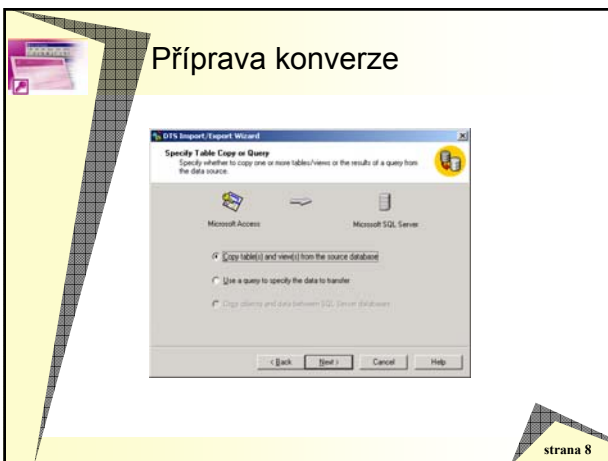 Příprava konverze
DTS Import/Export Wizard
Specify Table Copy or Query
Specify whether to copy one or more tables/views or the results of a query from
the data source.
Microsoft Access
Microsoft SQL Server
Copy table(s) and view(s) from the source database
Use a query to specify the data to transfer
Copy objects and data between SQL Server databases
< Back
Next >
Cancel
Help
strana 8